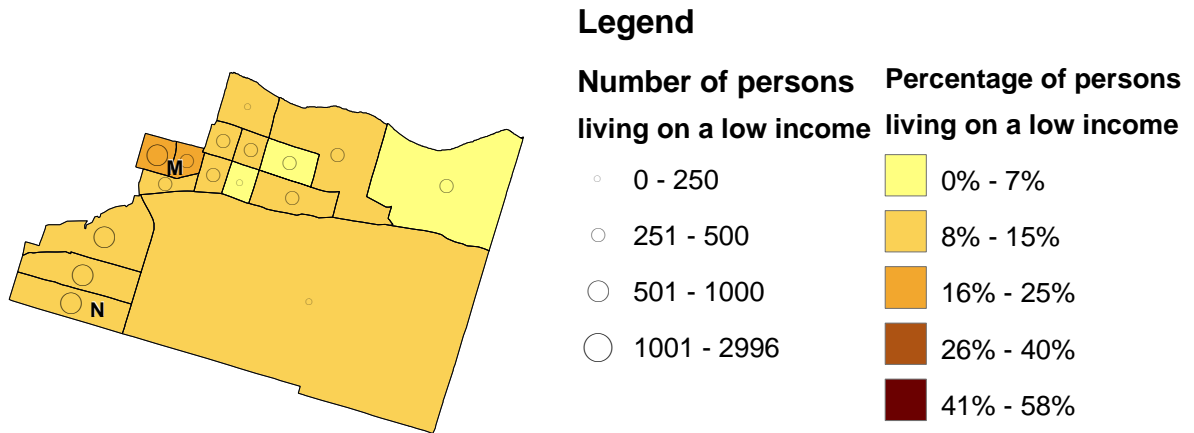 Legend
Number of persons
living on a low income
0 - 250
251 - 500
501 - 1000
1001 - 2996
Percentage of persons
living on a low income
0% - 7%
8% - 15%
16% - 25%
26% - 40%
41% - 58%
M
N